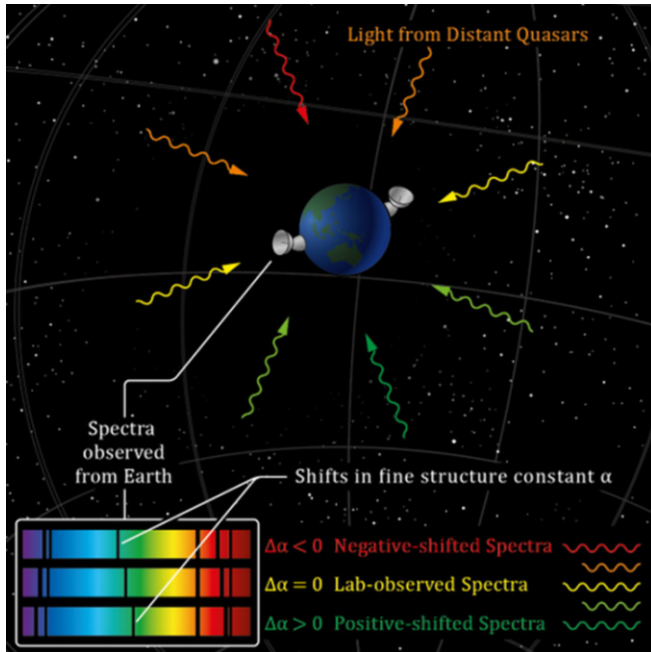 Light from Distant Quasars
Spectra
observed
from Earth
Shifts in fine structure constant α
Δα < 0 Negative-shifted Spectra
Δα = 0 Lab-observed Spectra
Δα > 0 Positive-shifted Spectra